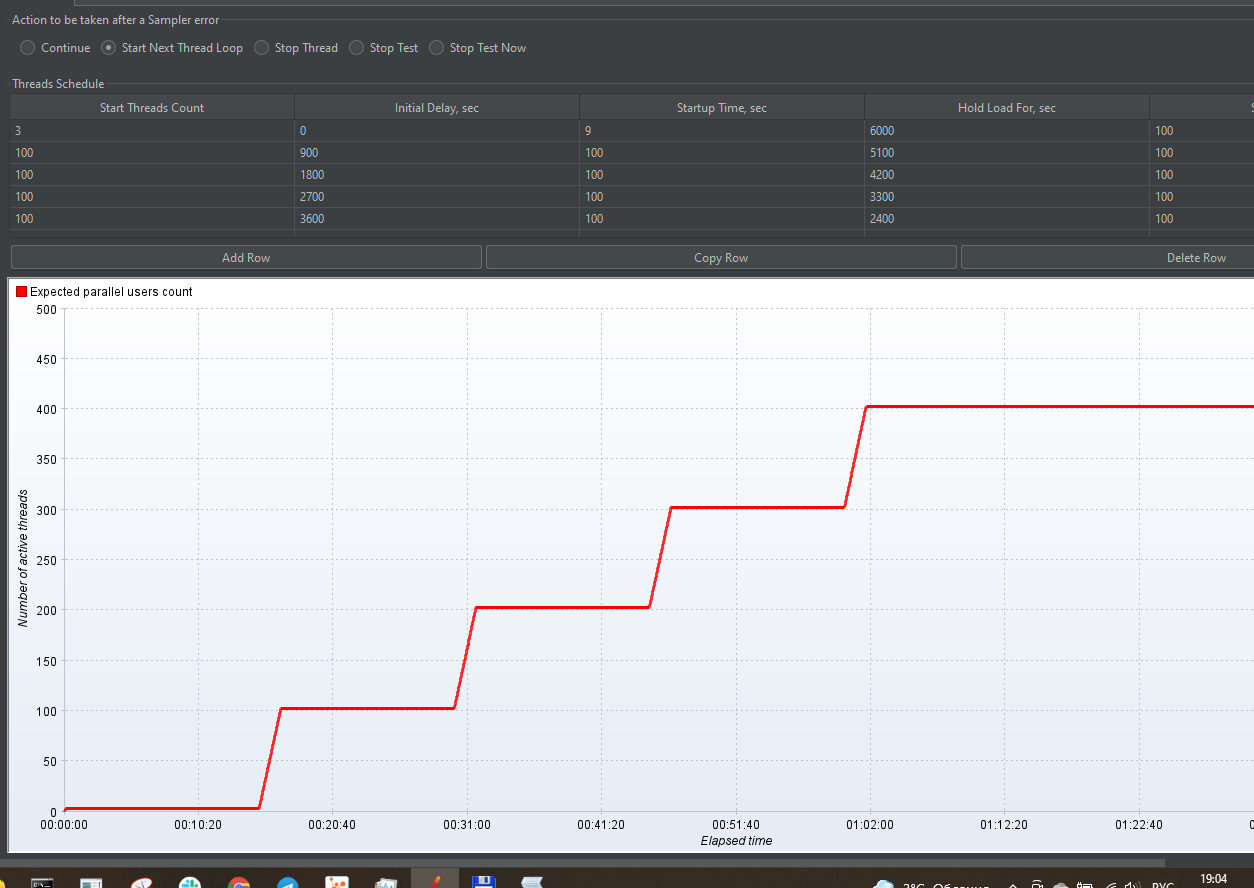 Action to be taken after a Sampler error
Continue Start Next Thread Loop Stop Thread Stop Test Stop Test Now
Threads Schedule
Start Threads Count Initial Delay, sec Startup Time, sec Hold Load For, sec
3 0 9 6000 100
100 900 100 5100 100
100 1800 100 4200 100
100 2700 100 3300 100
100 3600 100 2400 100
Add Row Copy Row Delete Row
Expected parallel users count
500
450
400
350
300
250
200
150
100
50
0
Number of active threads
00:00:00 00:10:20 00:20:40 00:31:00 00:41:20 00:51:40 01:02:00 01:12:20 01:22:40
Elapsed time
19:04
РУС